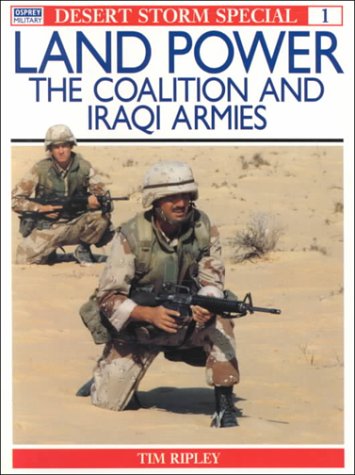 OSPREY
MILITARY
DESERT STORM SPECIAL
1
LAND POWER
THE COALITION AND
IRAQI ARMIES
TIM RIPLEY